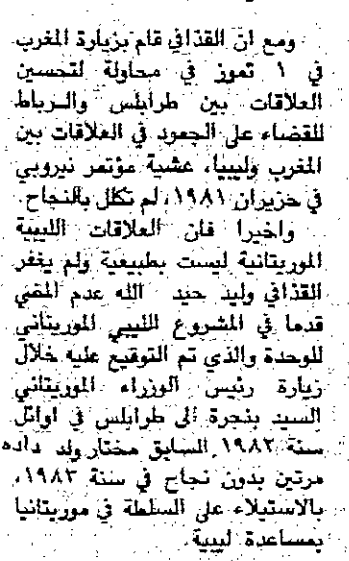 ومع ان القذافي قام بزيارة المغرب
في ١ تموز في محاولة لتحسين
العلاقات بين طرابلس والرباط
للقضاء على الجمود في العلاقات بين
المغرب وليبيا، عشية مؤتمر نيروبي
في حزيران ١٩٨١، لم تكلل بالنجاح.
واخيرا فان العلاقات الليبية
الموريتانية ليست بطبيعية ولم يغفر
القذافي وليد حيد الله عدم المضي
قدما في المشروع الليبي الموريتاني
للوحدة والذي تم التوقيع عليه خلال
زيارة رئيس الوزراء الموريتاني
السيد بنجرة الى طرابلس في اوائل
سنة ١٩٨٢ السابق مختار ولد داده
مرتين بدون نجاح في سنة ١٩٨٣،
بالاستيلاء على السلطة في موريتانيا
بمساعدة ليبية.